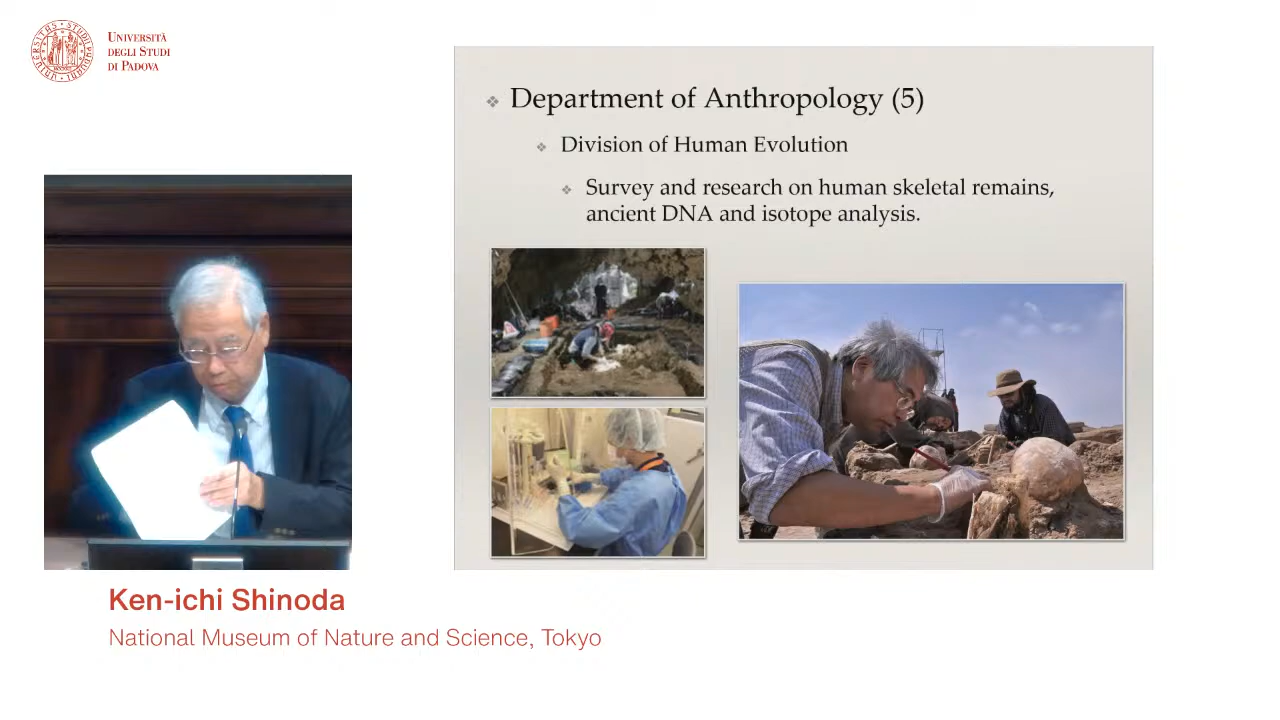 UNIVERSITÀ
DEGLI STUDI
DI PADOVA
❖ Department of Anthropology (5)
❖ Division of Human Evolution
❖ Survey and research on human skeletal remains,
ancient DNA and isotope analysis.
Ken-ichi Shinoda
National Museum of Nature and Science, Tokyo